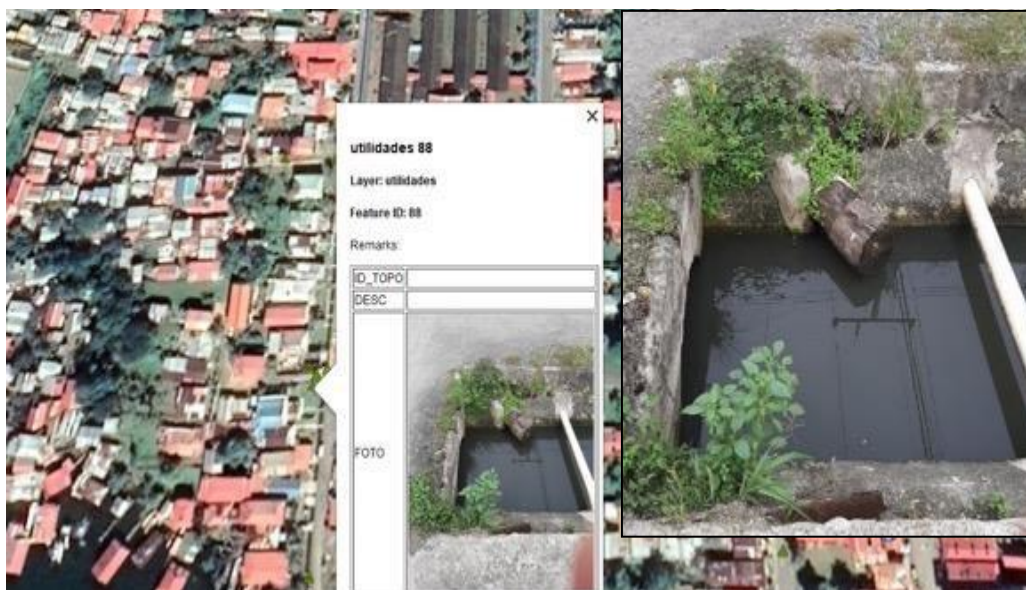 utilidades 88
Layer: utilidades
Feature ID: 88
Remarks:
ID_TOPO
DESC
FOTO